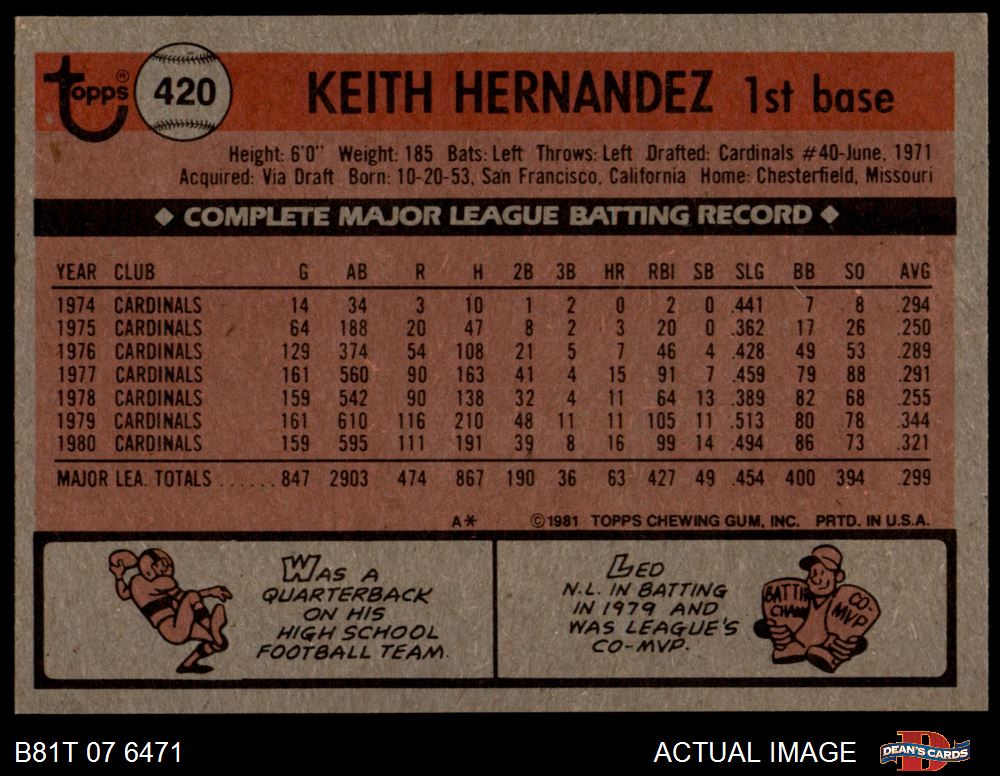 Topps® 420 KEITH HERNANDEZ 1st base
Height: 6'0" Weight: 185 Bats: Left Throws: Left Drafted: Cardinals #40-June, 1971
Acquired: Via Draft Born: 10-20-53, San Francisco, California Home: Chesterfield, Missouri
◆ COMPLETE MAJOR LEAGUE BATTING RECORD ◆
YEAR CLUB G AB R H 2B 3B HR RBI SB SLG BB SO AVG
1974 CARDINALS 14 34 3 10 1 2 0 2 0 .441 7 8 .294
1975 CARDINALS 64 188 20 47 8 2 3 20 0 .362 17 26 .250
1976 CARDINALS 129 374 54 108 21 5 7 46 4 .428 49 53 .289
1977 CARDINALS 161 560 90 163 41 4 15 91 7 .459 79 88 .291
1978 CARDINALS 159 542 90 138 32 4 11 64 13 .389 82 68 .255
1979 CARDINALS 161 610 116 210 48 11 11 105 11 .513 80 78 .344
1980 CARDINALS 159 595 111 191 39 8 16 99 14 .494 86 73 .321
MAJOR LEA. TOTALS ...... 847 2903 474 867 190 36 63 427 49 .454 400 394 .299
A* ©1981 TOPPS CHEWING GUM, INC. PRTD. IN U.S.A.
WAS A
QUARTERBACK
ON HIS
HIGH SCHOOL
FOOTBALL TEAM.
LED
N.L. IN BATTING
IN 1979 AND
WAS LEAGUE'S
CO-MVP.
BATTI
CHAM
CO-
MVP
B81T 07 6471 ACTUAL IMAGE D DEAN'S CARDS